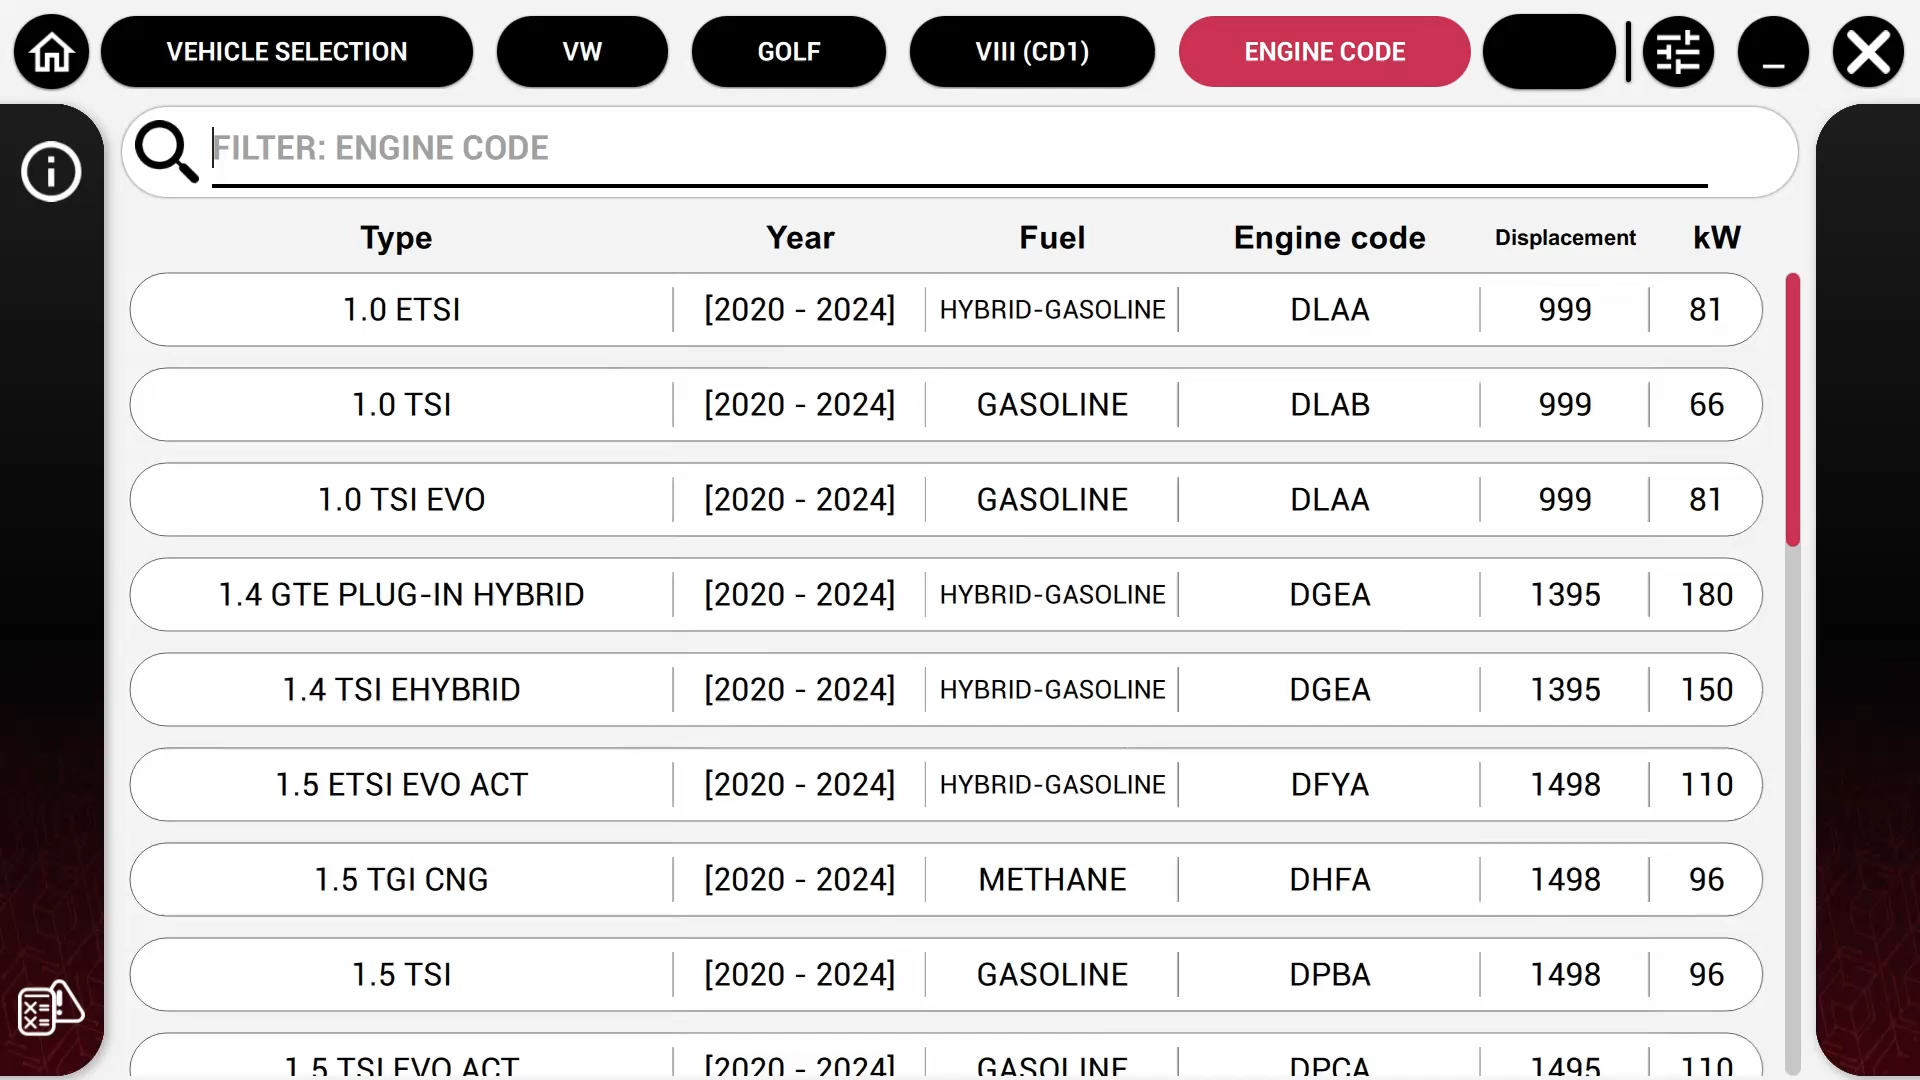 VEHICLE SELECTION VW GOLF VIII (CD1) ENGINE CODE
FILTER: ENGINE CODE
Type Year Fuel Engine code Displacement kW
1.0 ETSI [2020 - 2024] HYBRID-GASOLINE DLAA 999 81
1.0 TSI [2020 - 2024] GASOLINE DLAB 999 66
1.0 TSI EVO [2020 - 2024] GASOLINE DLAA 999 81
1.4 GTE PLUG-IN HYBRID [2020 - 2024] HYBRID-GASOLINE DGEA 1395 180
1.4 TSI EHYBRID [2020 - 2024] HYBRID-GASOLINE DGEA 1395 150
1.5 ETSI EVO ACT [2020 - 2024] HYBRID-GASOLINE DFYA 1498 110
1.5 TGI CNG [2020 - 2024] METHANE DHFA 1498 96
1.5 TSI [2020 - 2024] GASOLINE DPBA 1498 96
1.5 TSI EVO ACT [2020 - 2024] GASOLINE DPCA 1495 110